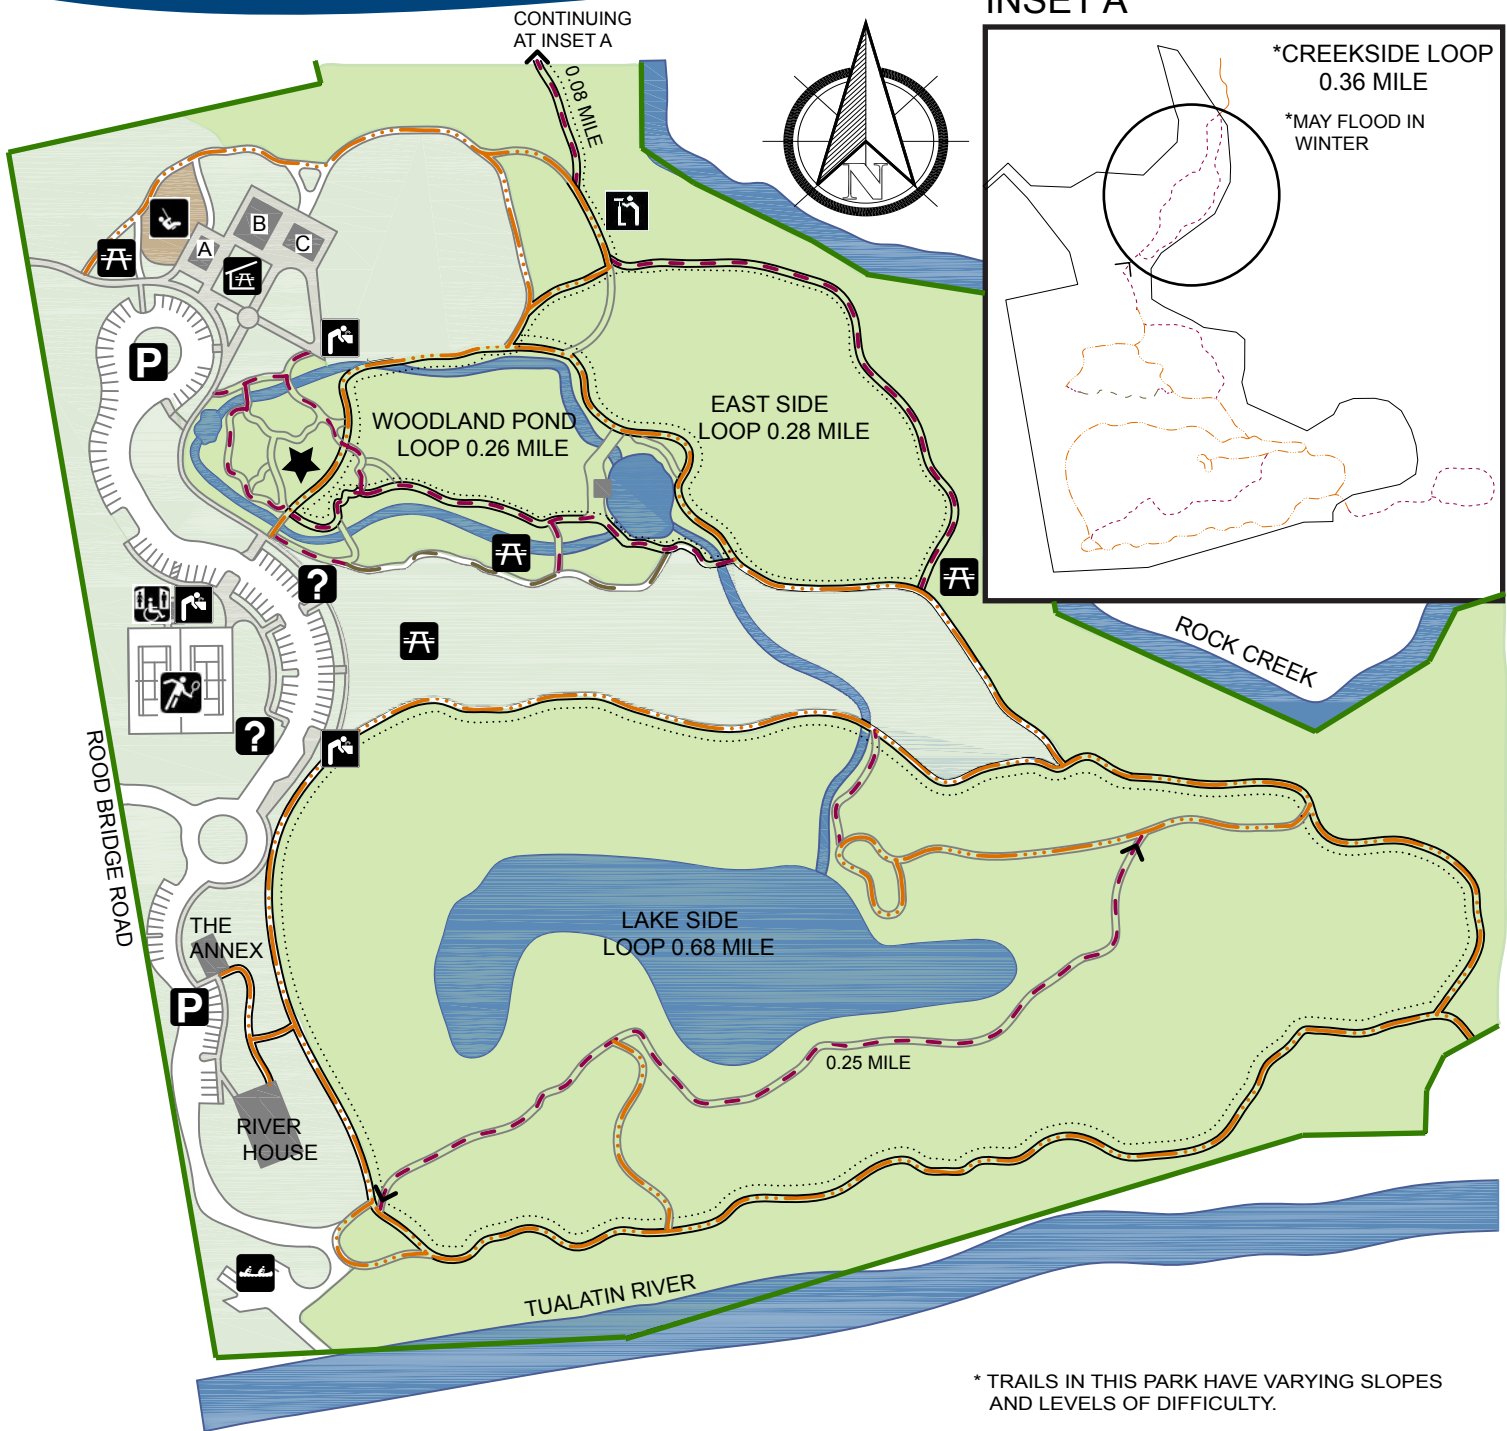 INSET A
CONTINUING
AT INSET A
0.08 MILE
*CREEKSIDE LOOP
0.36 MILE
*MAY FLOOD IN
WINTER
N
A
B
C
P
EAST SIDE
LOOP 0.28 MILE
WOODLAND POND
LOOP 0.26 MILE
?
ROCK CREEK
?
ROOD BRIDGE ROAD
THE
ANNEX
LAKE SIDE
LOOP 0.68 MILE
P
0.25 MILE
RIVER
HOUSE
TUALATIN RIVER
* TRAILS IN THIS PARK HAVE VARYING SLOPES
AND LEVELS OF DIFFICULTY.